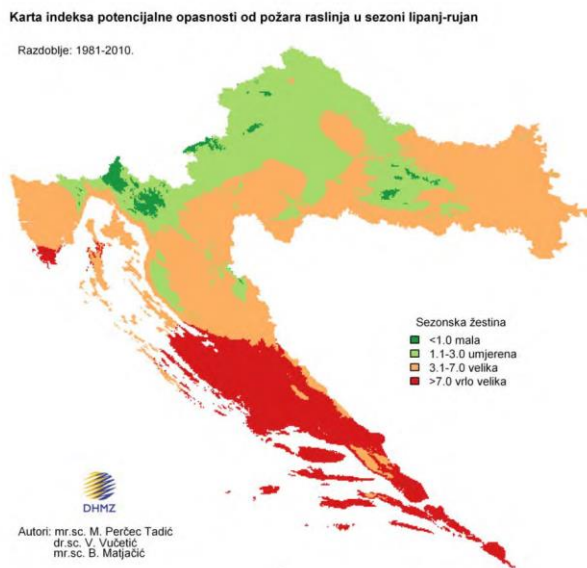 Karta indeksa potencijalne opasnosti od požara raslinja u sezoni lipanj-rujan
Razdoblje: 1981-2010.
Sezonska žestina
<1.0 mala
1.1-3.0 umjerena
3.1-7.0 velika
>7.0 vrlo velika
DHMZ
Autori: mr.sc. M. Perčec Tadić
dr.sc. V. Vučetić
mr.sc. B. Matjačić